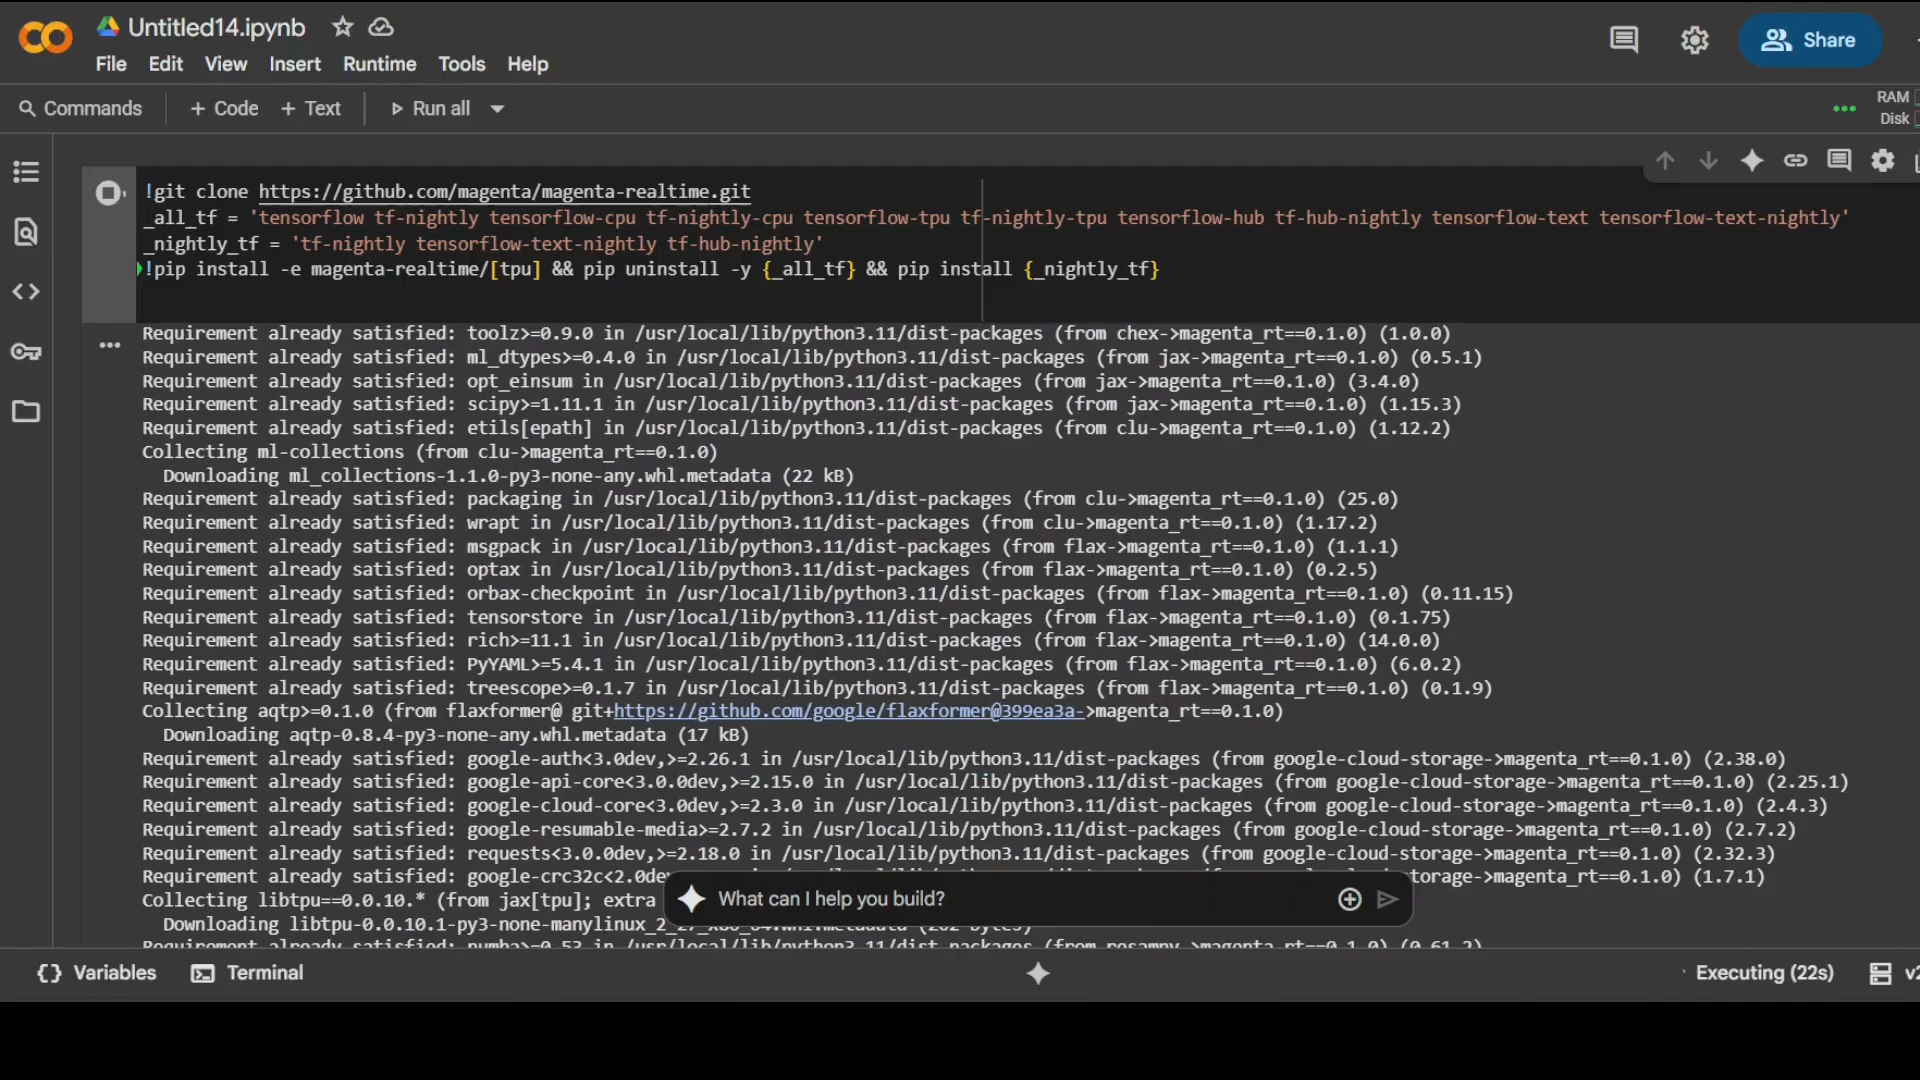 Untitled14.ipynb
File Edit View Insert Runtime Tools Help
Share
Commands + Code + Text Run all
RAM
Disk
!git clone https://github.com/magenta/magenta-realtime.git
_all_tf = 'tensorflow tf-nightly tensorflow-cpu tf-nightly-cpu tensorflow-tpu tf-nightly-tpu tensorflow-hub tf-hub-nightly tensorflow-text tensorflow-text-nightly'
_nightly_tf = 'tf-nightly tensorflow-text-nightly tf-hub-nightly'
!pip install -e magenta-realtime/[tpu] && pip uninstall -y {_all_tf} && pip install {_nightly_tf}
Requirement already satisfied: toolz>=0.9.0 in /usr/local/lib/python3.11/dist-packages (from chex->magenta_rt==0.1.0) (1.0.0)
Requirement already satisfied: ml_dtypes>=0.4.0 in /usr/local/lib/python3.11/dist-packages (from jax->magenta_rt==0.1.0) (0.5.1)
Requirement already satisfied: opt_einsum in /usr/local/lib/python3.11/dist-packages (from jax->magenta_rt==0.1.0) (3.4.0)
Requirement already satisfied: scipy>=1.11.1 in /usr/local/lib/python3.11/dist-packages (from jax->magenta_rt==0.1.0) (1.15.3)
Requirement already satisfied: etils[epath] in /usr/local/lib/python3.11/dist-packages (from clu->magenta_rt==0.1.0) (1.12.2)
Collecting ml-collections (from clu->magenta_rt==0.1.0)
Downloading ml_collections-1.1.0-py3-none-any.whl.metadata (22 kB)
Requirement already satisfied: packaging in /usr/local/lib/python3.11/dist-packages (from clu->magenta_rt==0.1.0) (25.0)
Requirement already satisfied: wrapt in /usr/local/lib/python3.11/dist-packages (from clu->magenta_rt==0.1.0) (1.17.2)
Requirement already satisfied: msgpack in /usr/local/lib/python3.11/dist-packages (from flax->magenta_rt==0.1.0) (1.1.1)
Requirement already satisfied: optax in /usr/local/lib/python3.11/dist-packages (from flax->magenta_rt==0.1.0) (0.2.5)
Requirement already satisfied: orbax-checkpoint in /usr/local/lib/python3.11/dist-packages (from flax->magenta_rt==0.1.0) (0.11.15)
Requirement already satisfied: tensorstore in /usr/local/lib/python3.11/dist-packages (from flax->magenta_rt==0.1.0) (0.1.75)
Requirement already satisfied: rich>=11.1 in /usr/local/lib/python3.11/dist-packages (from flax->magenta_rt==0.1.0) (14.0.0)
Requirement already satisfied: PyYAML>=5.4.1 in /usr/local/lib/python3.11/dist-packages (from flax->magenta_rt==0.1.0) (6.0.2)
Requirement already satisfied: treescope>=0.1.7 in /usr/local/lib/python3.11/dist-packages (from flax->magenta_rt==0.1.0) (0.1.9)
Collecting aqtp>=0.1.0 (from flaxformer@ git+https://github.com/google/flaxformer@399ea3a->magenta_rt==0.1.0)
Downloading aqtp-0.8.4-py3-none-any.whl.metadata (17 kB)
Requirement already satisfied: google-auth<3.0dev,>=2.26.1 in /usr/local/lib/python3.11/dist-packages (from google-cloud-storage->magenta_rt==0.1.0) (2.38.0)
Requirement already satisfied: google-api-core<3.0.0dev,>=2.15.0 in /usr/local/lib/python3.11/dist-packages (from google-cloud-storage->magenta_rt==0.1.0) (2.25.1)
Requirement already satisfied: google-cloud-core<3.0dev,>=2.3.0 in /usr/local/lib/python3.11/dist-packages (from google-cloud-storage->magenta_rt==0.1.0) (2.4.3)
Requirement already satisfied: google-resumable-media>=2.7.2 in /usr/local/lib/python3.11/dist-packages (from google-cloud-storage->magenta_rt==0.1.0) (2.7.2)
Requirement already satisfied: requests<3.0.0dev,>=2.18.0 in /usr/local/lib/python3.11/dist-packages (from google-cloud-storage->magenta_rt==0.1.0) (2.32.3)
Requirement already satisfied: google-crc32c<2.0de torage->magenta_rt==0.1.0) (1.7.1)
Collecting libtpu==0.0.10.* (from jax[tpu]; extra
What can I help you build?
Downloading libtpu-0.0.10.1-py3-none-manylinux_2_
Requirement already satisfied: numba>=0.53 in /usr/local/lib/python3.11/dist-packages (from resampy->magenta_rt==0.1.0) (0.61.2)
Variables Terminal Executing (22s)